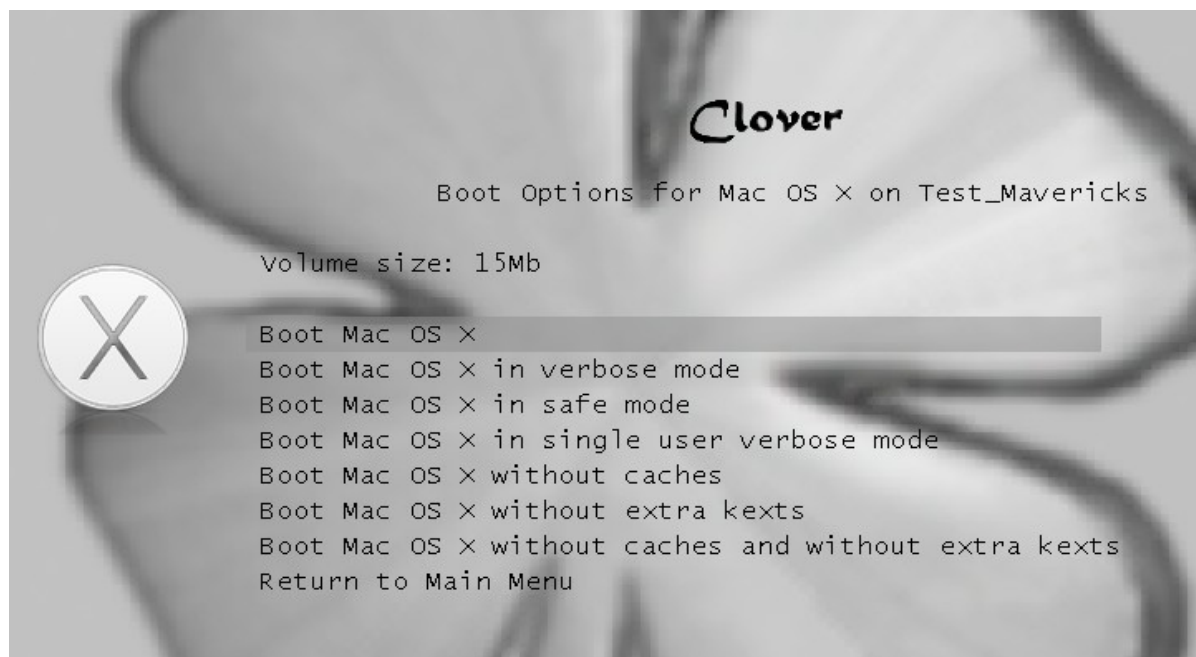 Clover
Boot Options for Mac OS X on Test_Mavericks
Volume size: 15Mb
Boot Mac OS X
Boot Mac OS X in verbose mode
Boot Mac OS X in safe mode
Boot Mac OS X in single user verbose mode
Boot Mac OS X without caches
Boot Mac OS X without extra kexts
Boot Mac OS X without caches and without extra kexts
Return to Main Menu
X